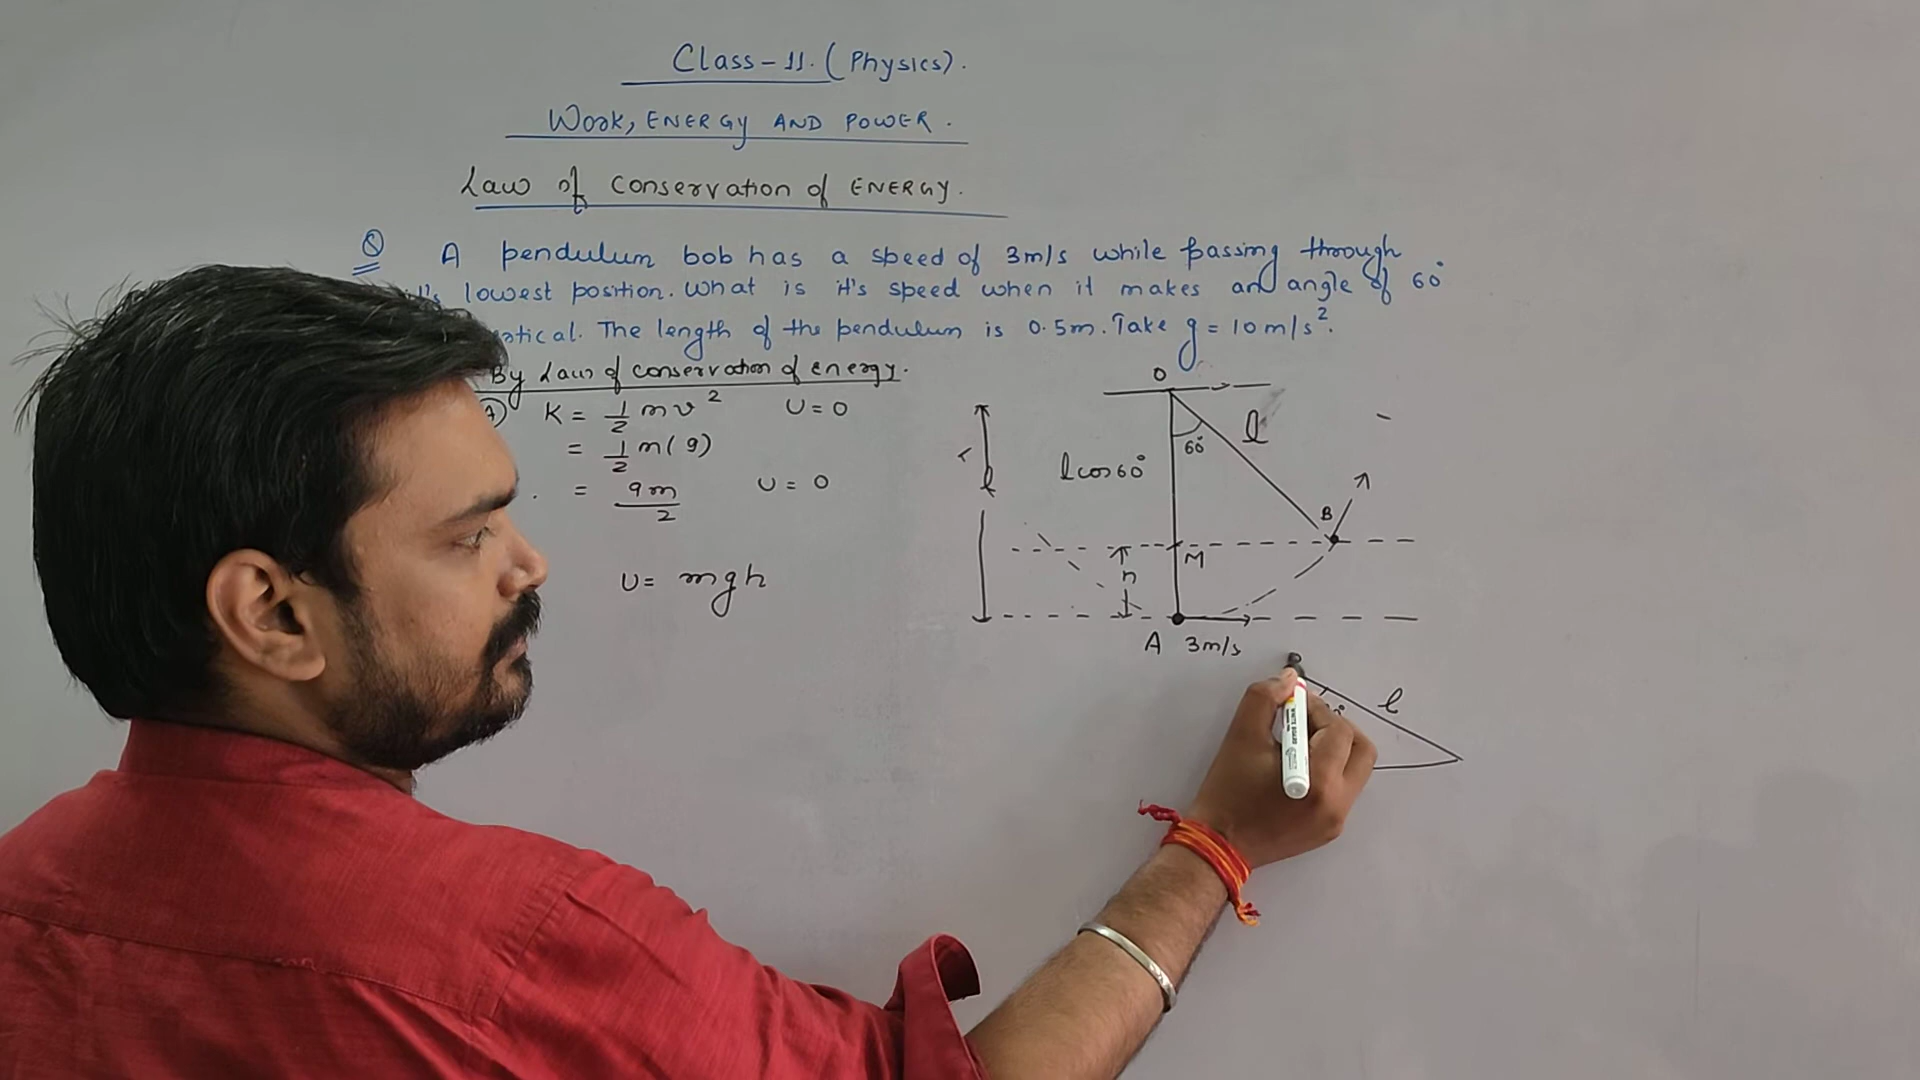 Class-11. (Physics).
Work, ENERGY AND POWER.
Law of conservation of ENERGY.
Q A pendulum bob has a speed of 3m/s while passing through
it's lowest position. What is it's speed when it makes an angle of 60°
The length of the pendulum is 0.5m. Take g = 10m/s².
By Law of conservation of energy.
A) K = 1/2 mv² U = 0
= 1/2 m(9)
= 9m/2 U = 0
U = mgh
O
60°
l
l cos 60°
l
B
M
h
A 3m/s
l